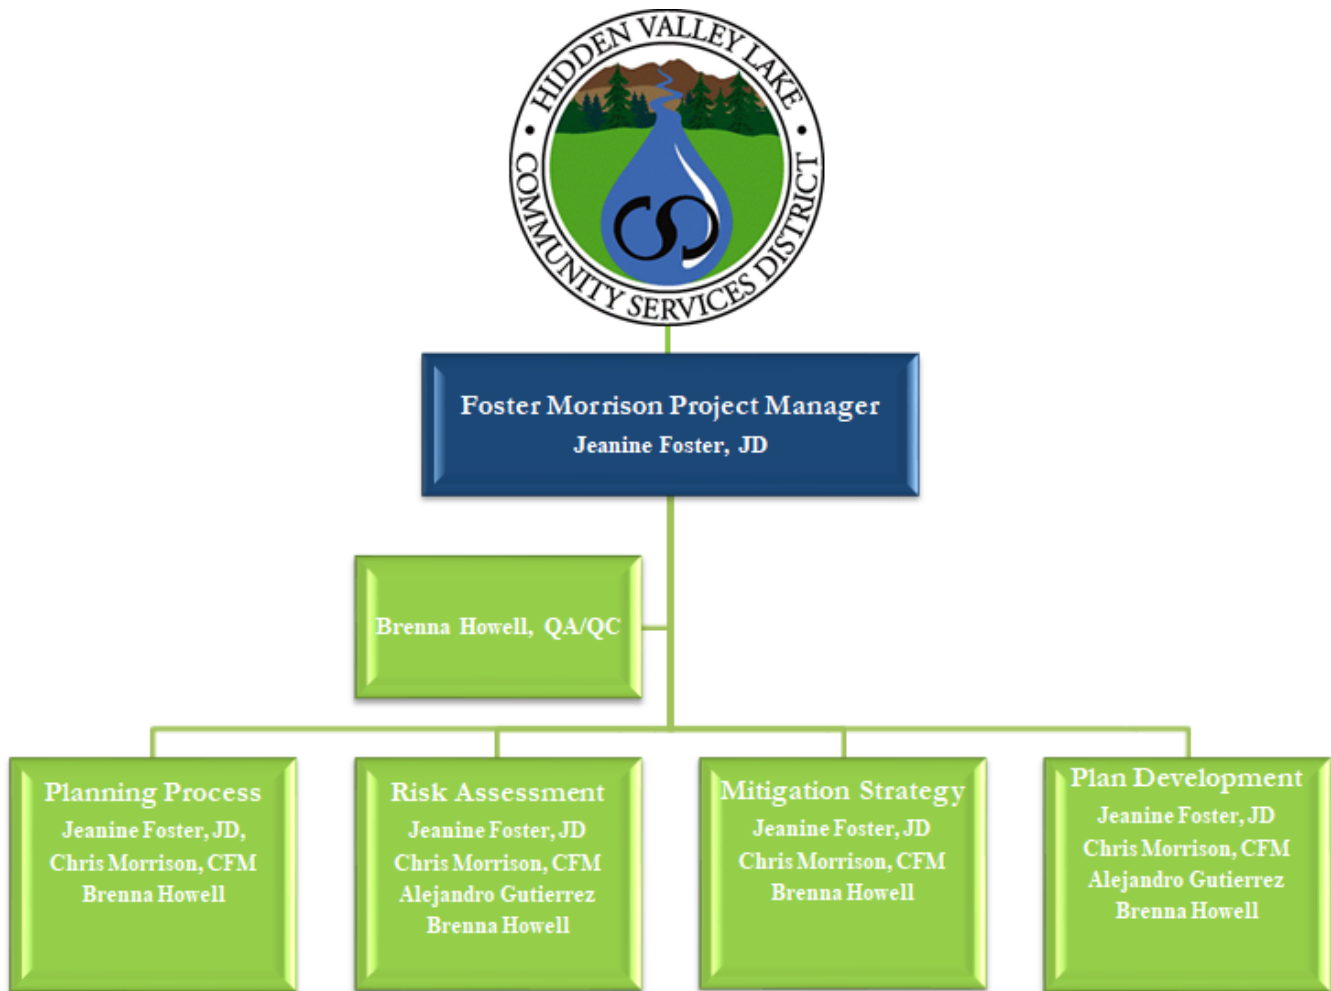 HIDDEN VALLEY LAKE
COMMUNITY SERVICES DISTRICT
CSD
Foster Morrison Project Manager
Jeanine Foster, JD
Brenna Howell, QA/QC
Planning Process
Jeanine Foster, JD,
Chris Morrison, CFM
Brenna Howell
Risk Assessment
Jeanine Foster, JD
Chris Morrison, CFM
Alejandro Gutierrez
Brenna Howell
Mitigation Strategy
Jeanine Foster, JD
Chris Morrison, CFM
Brenna Howell
Plan Development
Jeanine Foster, JD
Chris Morrison, CFM
Alejandro Gutierrez
Brenna Howell